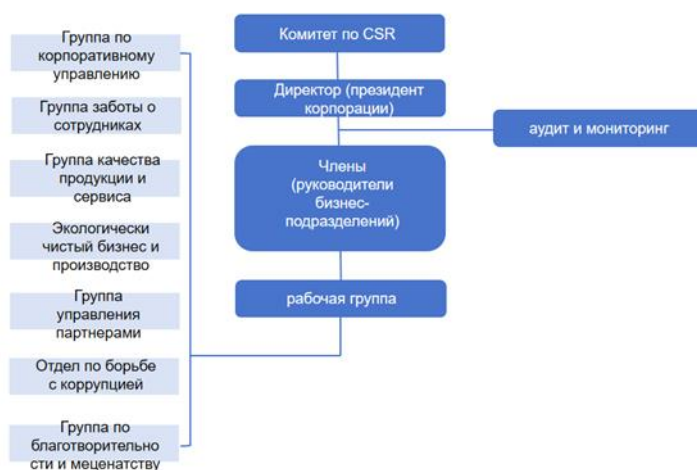 Комитет по CSR
Директор (президент
корпорации)
аудит и мониторинг
Члены
(руководители
бизнес-
подразделений)
рабочая группа
Группа по
корпоративному
управлению
Группа заботы о
сотрудниках
Группа качества
продукции и
сервиса
Экологически
чистый бизнес и
производство
Группа
управления
партнерами
Отдел по борьбе
с коррупцией
Группа по
благотворительно
сти и меценатству